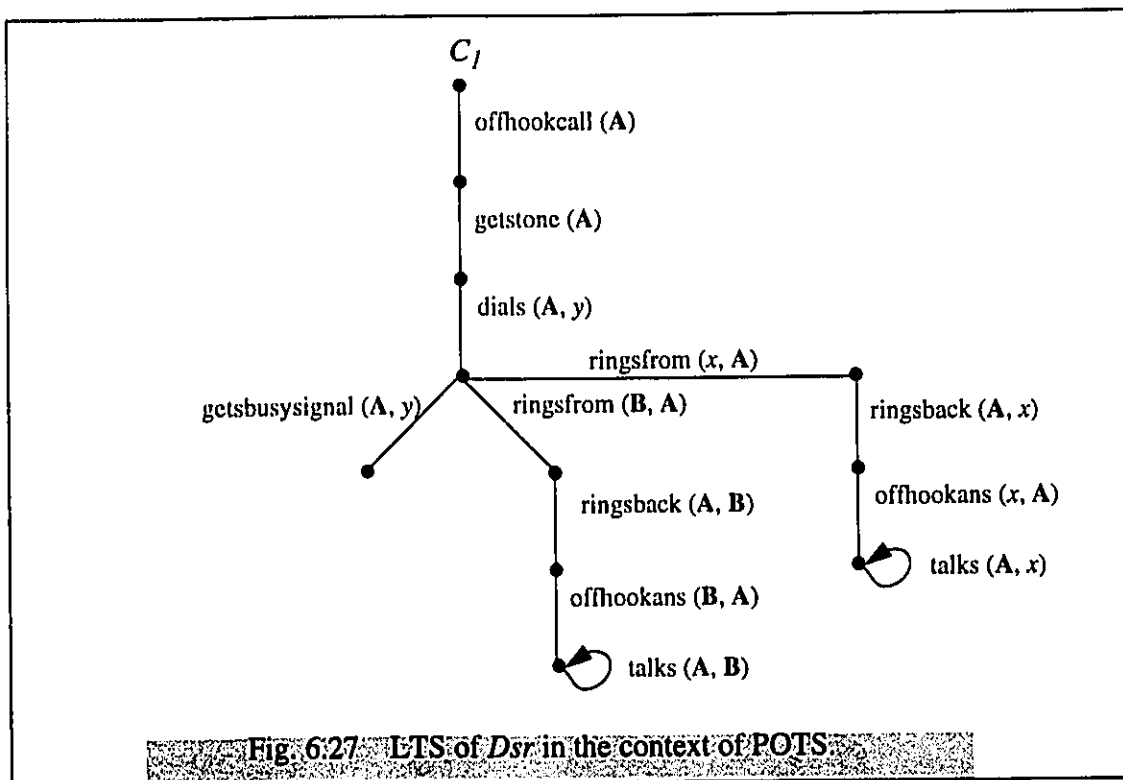 C1
offhookcall (A)
getstone (A)
dials (A, y)
ringsfrom (x, A)
getsbusysignal (A, y)
ringsfrom (B, A)
ringsback (A, x)
ringsback (A, B)
offhookans (x, A)
talks (A, x)
offhookans (B, A)
talks (A, B)
Fig. 6.27 LTS of Dsr in the context of POTS